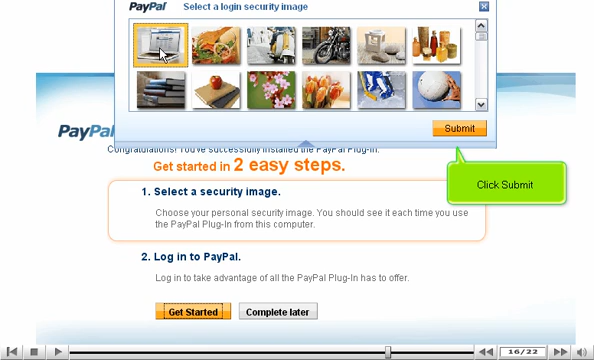 PayPal Select a login security image
Submit
Click Submit
PayPal
Congratulations! You've successfully installed the PayPal Plug-In.
Get started in 2 easy steps.
1. Select a security image.
Choose your personal security image. You should see it each time you use
the PayPal Plug-In from this computer.
2. Log in to PayPal.
Log in to take advantage of all the PayPal Plug-In has to offer.
Get Started Complete later
16/22